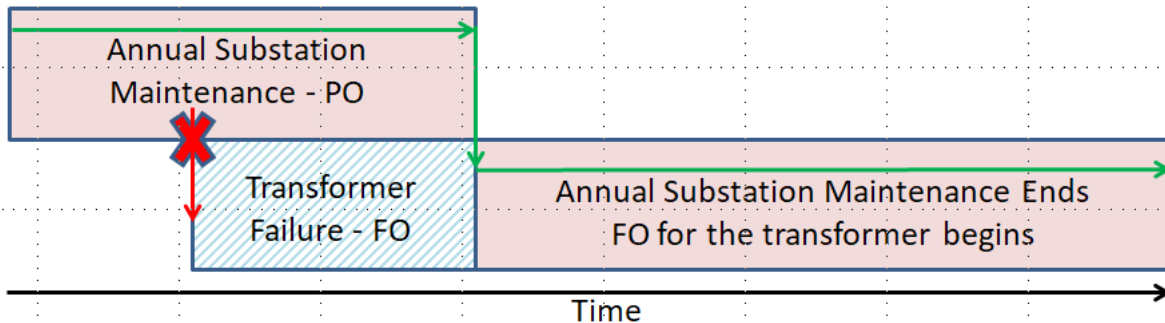 Annual Substation
Maintenance - PO
Transformer
Failure - FO
Annual Substation Maintenance Ends
FO for the transformer begins
Time